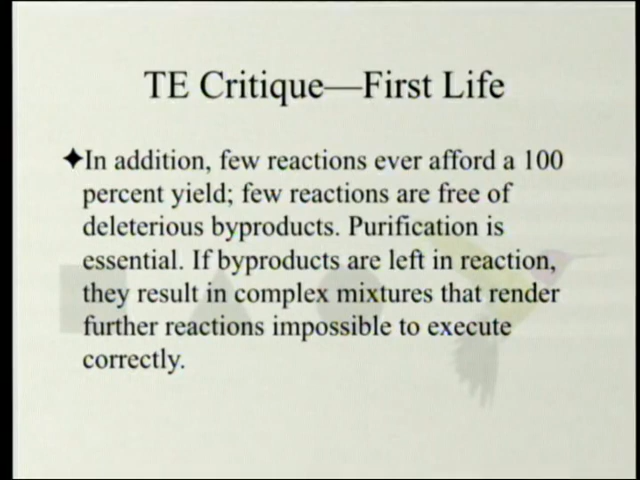 TE Critique—First Life
✦In addition, few reactions ever afford a 100
percent yield; few reactions are free of
deleterious byproducts. Purification is
essential. If byproducts are left in reaction,
they result in complex mixtures that render
further reactions impossible to execute
correctly.